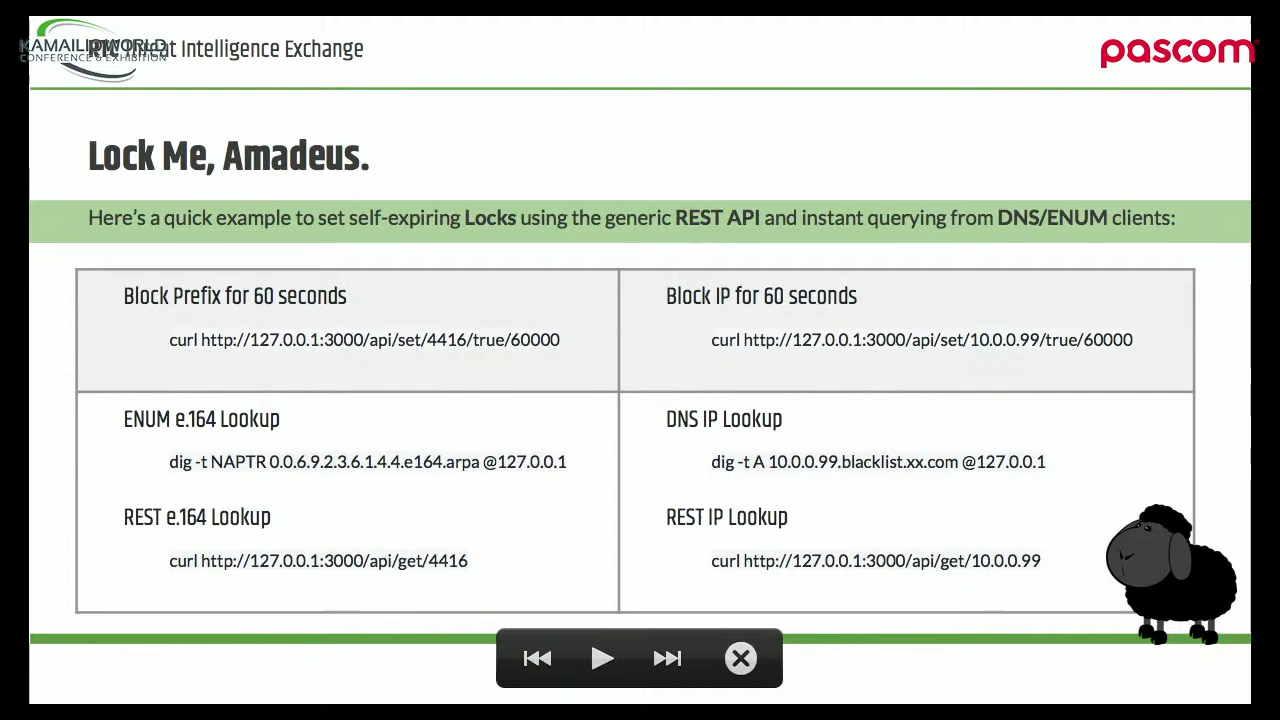 KAMAILIO WORLD
CONFERENCE & EXHIBITION
RTC Threat Intelligence Exchange
pascom
Lock Me, Amadeus.
Here's a quick example to set self-expiring Locks using the generic REST API and instant querying from DNS/ENUM clients:
Block Prefix for 60 seconds
curl http://127.0.0.1:3000/api/set/4416/true/60000
Block IP for 60 seconds
curl http://127.0.0.1:3000/api/set/10.0.0.99/true/60000
ENUM e.164 Lookup
dig -t NAPTR 0.0.6.9.2.3.6.1.4.4.e164.arpa @127.0.0.1
REST e.164 Lookup
curl http://127.0.0.1:3000/api/get/4416
DNS IP Lookup
dig -t A 10.0.0.99.blacklist.xx.com @127.0.0.1
REST IP Lookup
curl http://127.0.0.1:3000/api/get/10.0.0.99